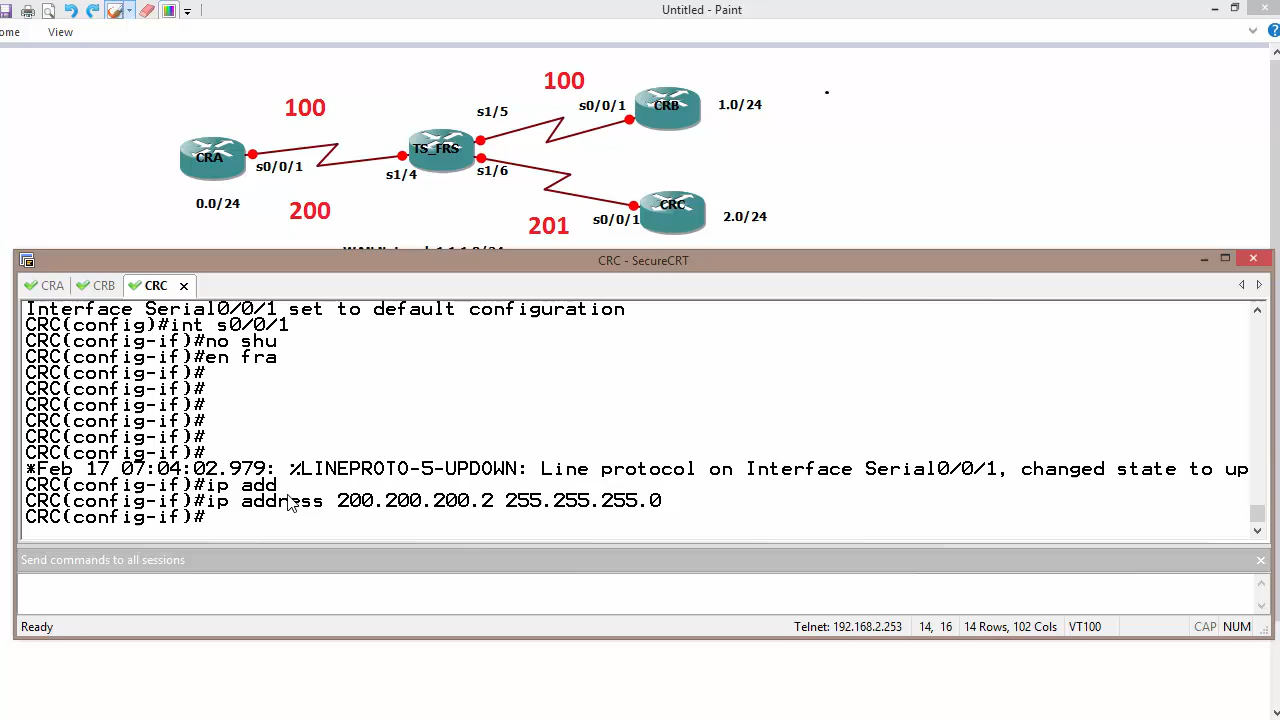 Untitled - Paint
ome
View
100
100
s1/5
s0/0/1
CRB
1.0/24
CRA
s0/0/1
TS_FRS
s1/4
s1/6
CRC
0.0/24
200
201
s0/0/1
2.0/24
CRC - SecureCRT
CRA
CRB
CRC
Interface Serial0/0/1 set to default configuration
CRC(config)#int s0/0/1
CRC(config-if)#no shu
CRC(config-if)#en fra
CRC(config-if)#
CRC(config-if)#
CRC(config-if)#
CRC(config-if)#
CRC(config-if)#
CRC(config-if)#
*Feb 17 07:04:02.979: %LINEPROTO-5-UPDOWN: Line protocol on Interface Serial0/0/1, changed state to up
CRC(config-if)#ip add
CRC(config-if)#ip address 200.200.200.2 255.255.255.0
CRC(config-if)#
Send commands to all sessions
Ready
Telnet: 192.168.2.253
14, 16
14 Rows, 102 Cols
VT100
CAP
NUM